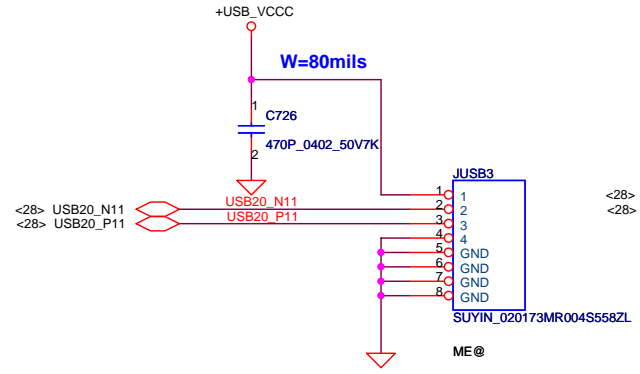 +USB_VCCC
W=80mils
1
C726
470P_0402_50V7K
2
JUSB3
<28> USB20_N11
<28> USB20_P11
USB20_N11
USB20_P11
1 1
2 2
3 3
4 4
5 GND
6 GND
7 GND
8 GND
<28>
<28>
SUYIN_020173MR004S558ZL
ME@